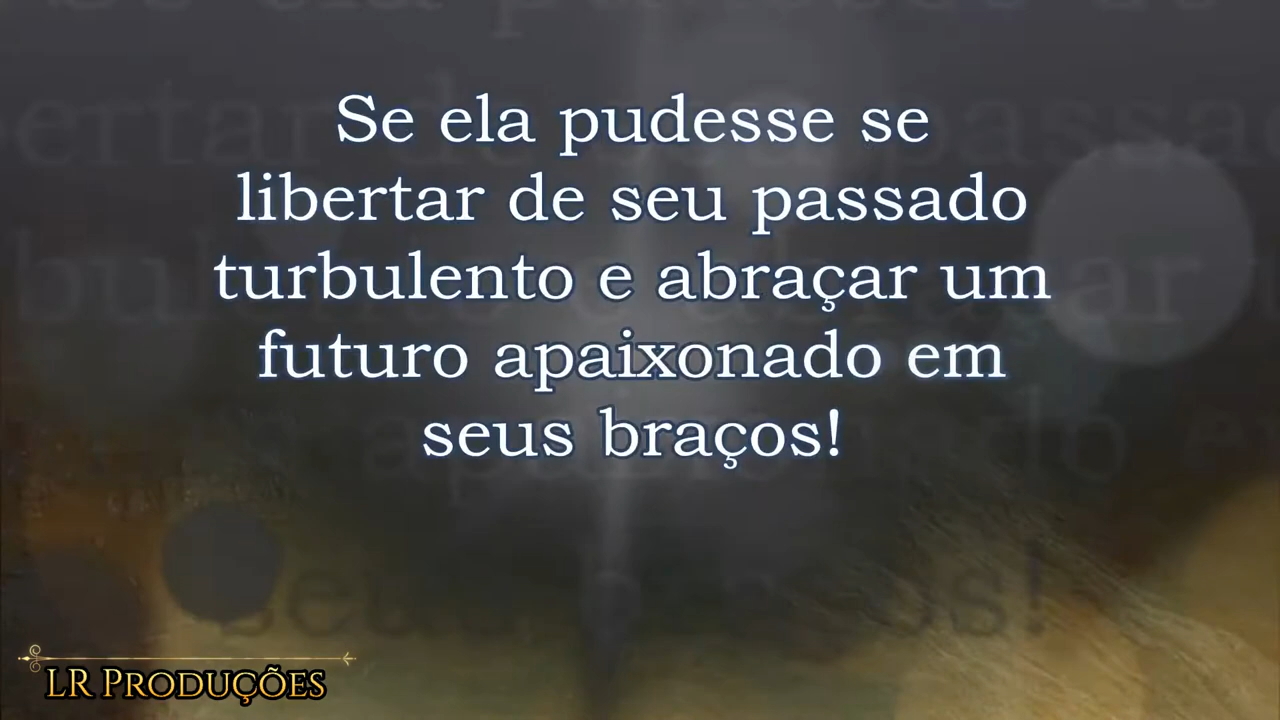 Se ela pudesse se
libertar de seu passado
turbulento e abraçar um
futuro apaixonado em
seus braços!
LR Produções